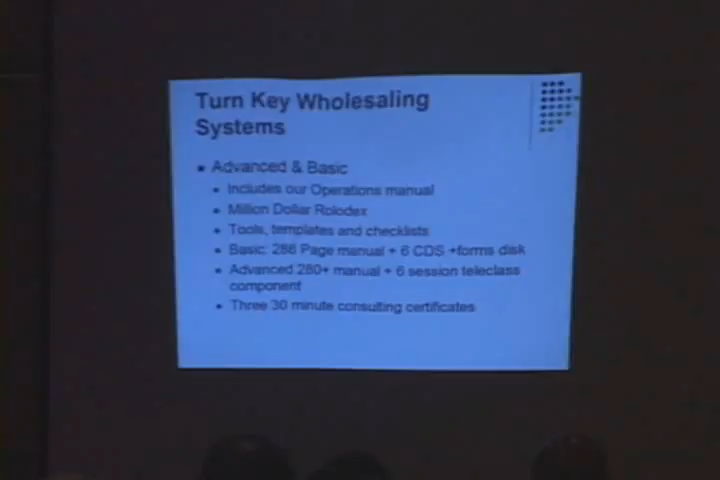 Turn Key Wholesaling
Systems
Advanced & Basic
Includes our Operations manual
Million Dollar Rolodex
Tools, templates and checklists
Basic: 286 Page manual + 6 CDS +forms disk
Advanced 280+ manual + 6 session teleclass
component
Three 30 minute consulting certificates